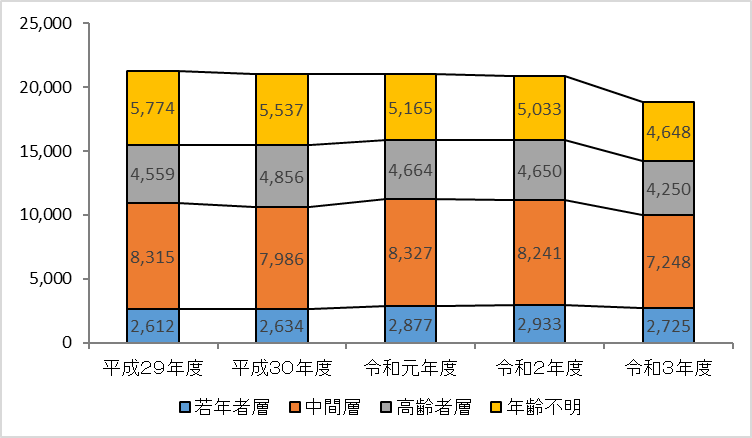 25,000
20,000
15,000
10,000
5,000
0
5,774 5,537 5,165 5,033 4,648
4,559 4,856 4,664 4,650 4,250
8,315 7,986 8,327 8,241 7,248
2,612 2,634 2,877 2,933 2,725
平成29年度 平成30年度 令和元年度 令和2年度 令和3年度
若年者層 中間層 高齢者層 年齢不明